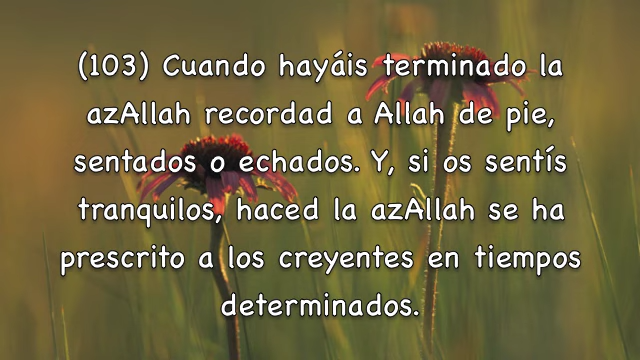 (103) Cuando hayáis terminado la
azAllah recordad a Allah de pie,
sentados o echados. Y, si os sentís
tranquilos, haced la azAllah se ha
prescrito a los creyentes en tiempos
determinados.